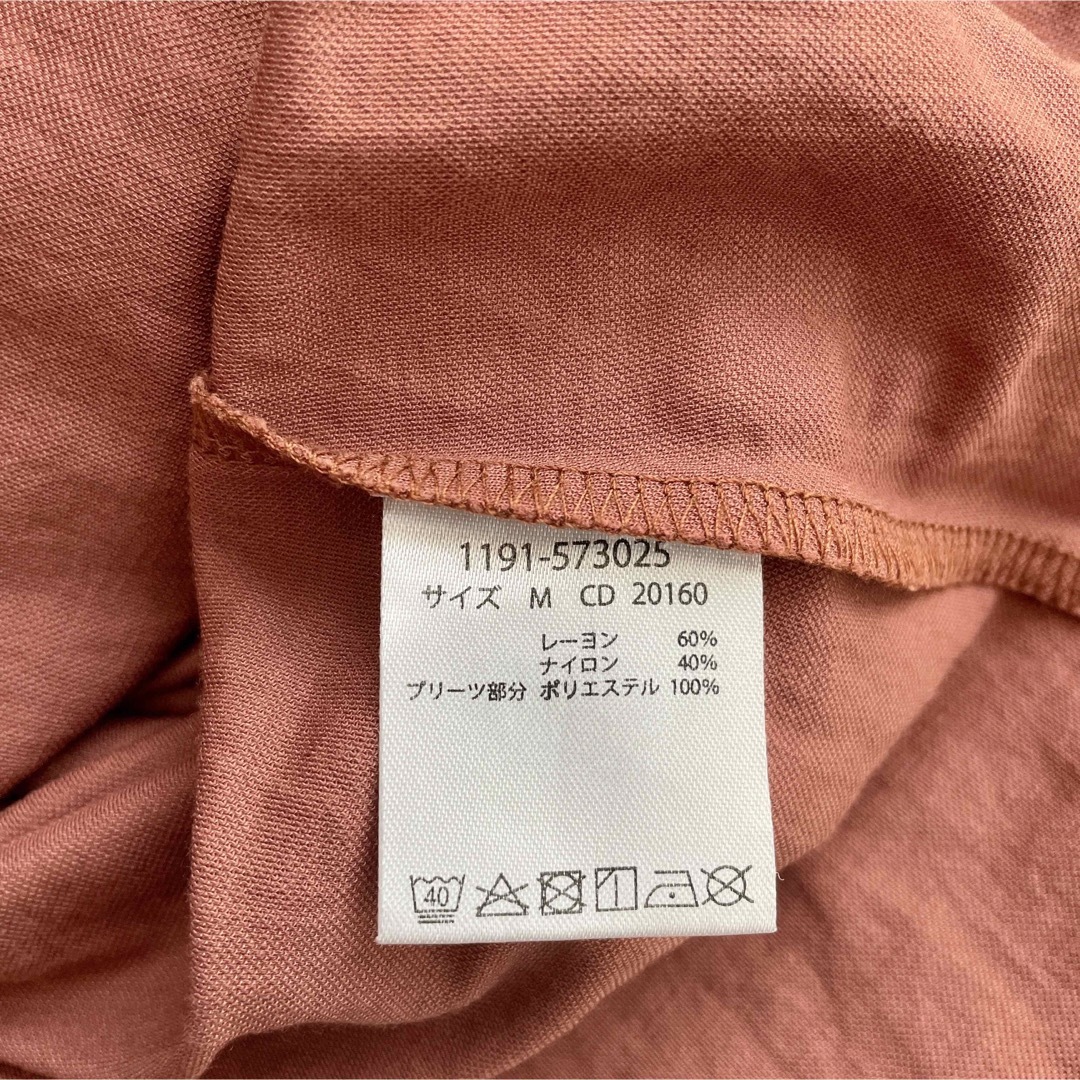 1191-573025
サイズ M CD 20160
レーヨン 60%
ナイロン 40%
プリーツ部分 ポリエステル 100%
40